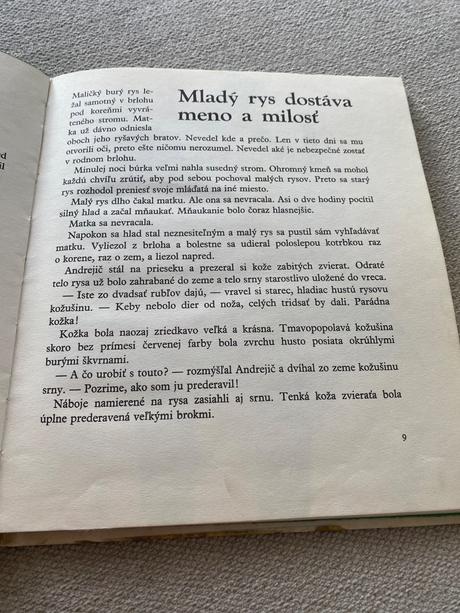 Mladý rys dostáva
meno a milosť
Maličký burý rys le-
žal samotný v brlohu
pod koreňmi vyvrá-
teného stromu. Mat-
ka už dávno odniesla
oboch jeho ryšavých bratov. Nevedel kde a prečo. Len v tieto dni sa mu
otvorili oči, preto ešte ničomu nerozumel. Nevedel aké je nebezpečné zostať
v rodnom brlohu.
Minulej noci búrka veľmi nahla susedný strom. Ohromný kmeň sa mohol
každú chvíľu zrútiť, aby pod sebou pochoval malých rysov. Preto sa starý
rys rozhodol preniesť svoje mláďatá na iné miesto.
Malý rys dlho čakal matku. Ale ona sa nevracala. Asi o dve hodiny pocítil
silný hlad a začal mňaukať. Mňaukanie bolo čoraz hlasnejšie.
Matka sa nevracala.
Napokon sa hlad stal neznesiteľným a malý rys sa pustil sám vyhľadávať
matku. Vyliezol z brloha a bolestne sa udieral poloslepou kotrbkou raz
o korene, raz o zem, a liezol napred.
Andrejič stál na prieseku a prezeral si kože zabitých zvierat. Odraté
telo rysa už bolo zahrabané do zeme a telo srny starostlivo uložené do vreca.
— Iste zo dvadsať rubľov dajú, — vravel si starec, hladiac hustú rysovu
kožušinu. — Keby nebolo dier od noža, celých tridsať by dali. Parádna
kožka!
Kožka bola naozaj zriedkavo veľká a krásna. Tmavopopolavá kožušina
skoro bez prímesi červenej farby bola zvrchu husto posiata okrúhlymi
burými škvrnami.
— A čo urobiť s touto? — rozmýšľal Andrejič a dvíhal zo zeme kožušinu
srny. — Pozrime, ako som ju prederavil!
Náboje namierené na rysa zasiahli aj srnu. Tenká koža zvieraťa bola
úplne prederavená veľkými brokmi.
9